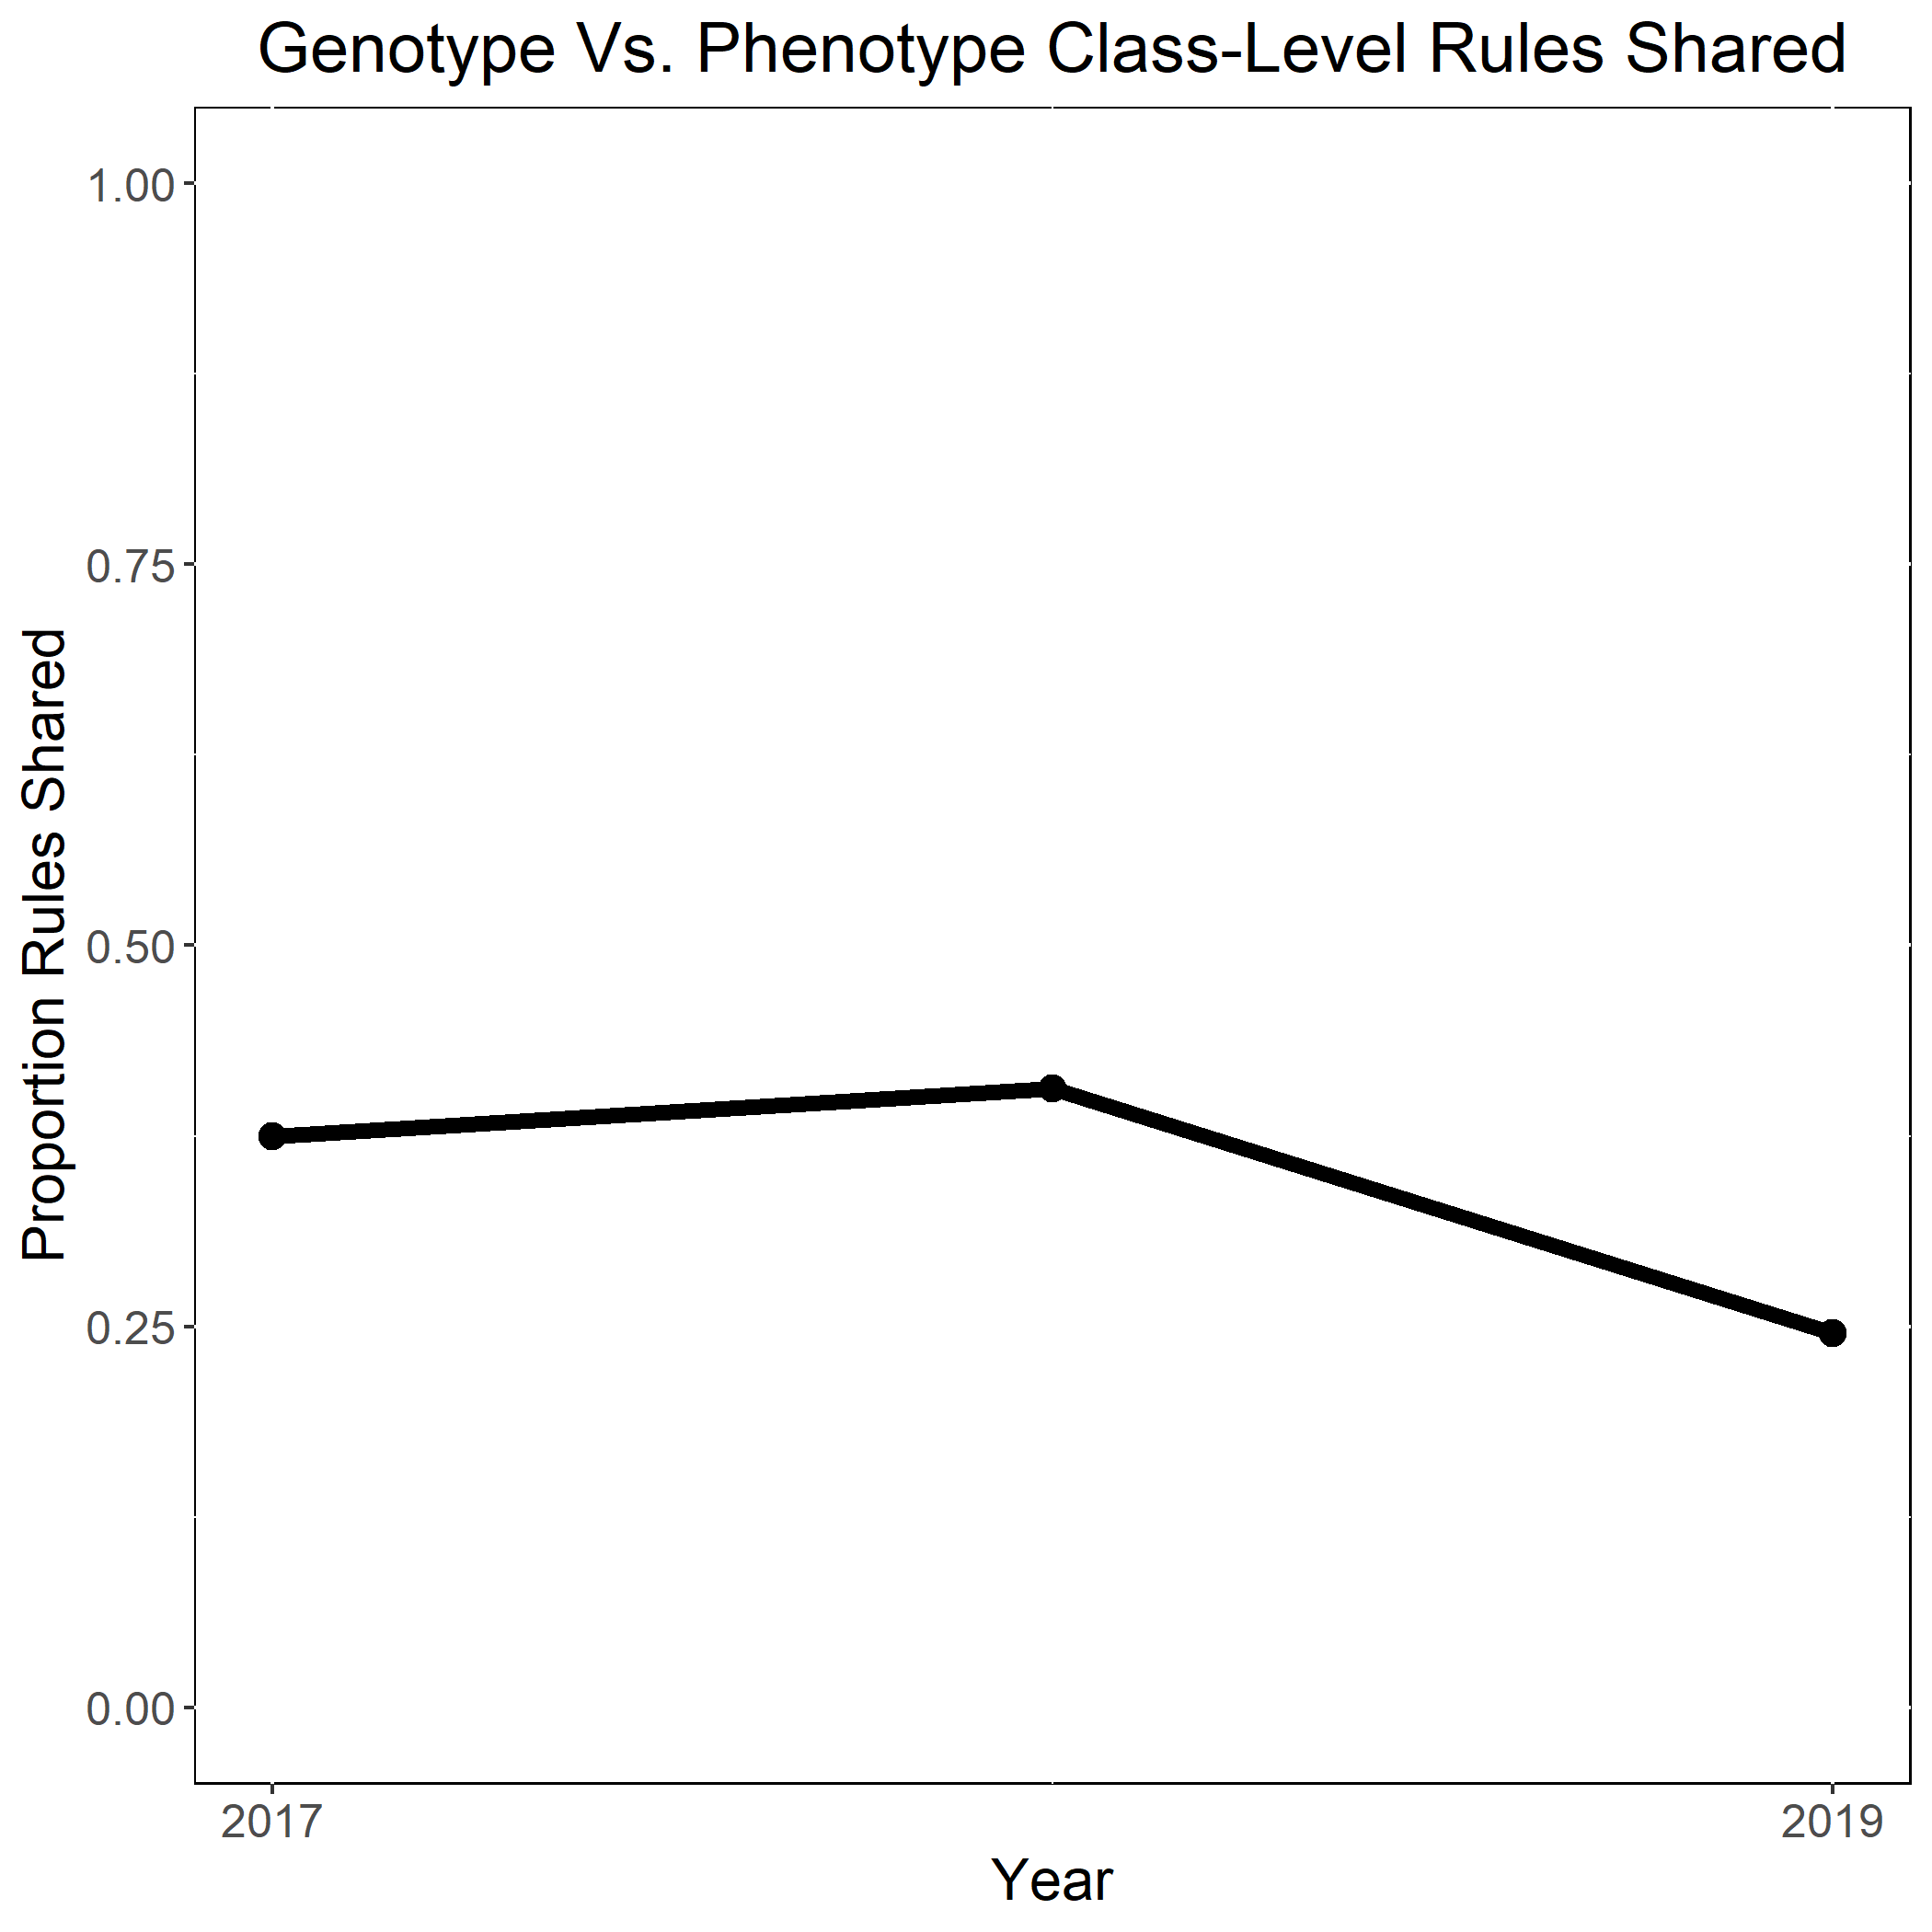 Genotype Vs. Phenotype Class-Level Rules Shared
1.00
0.75
0.50
0.25
0.00
Proportion Rules Shared
2017
2019
Year